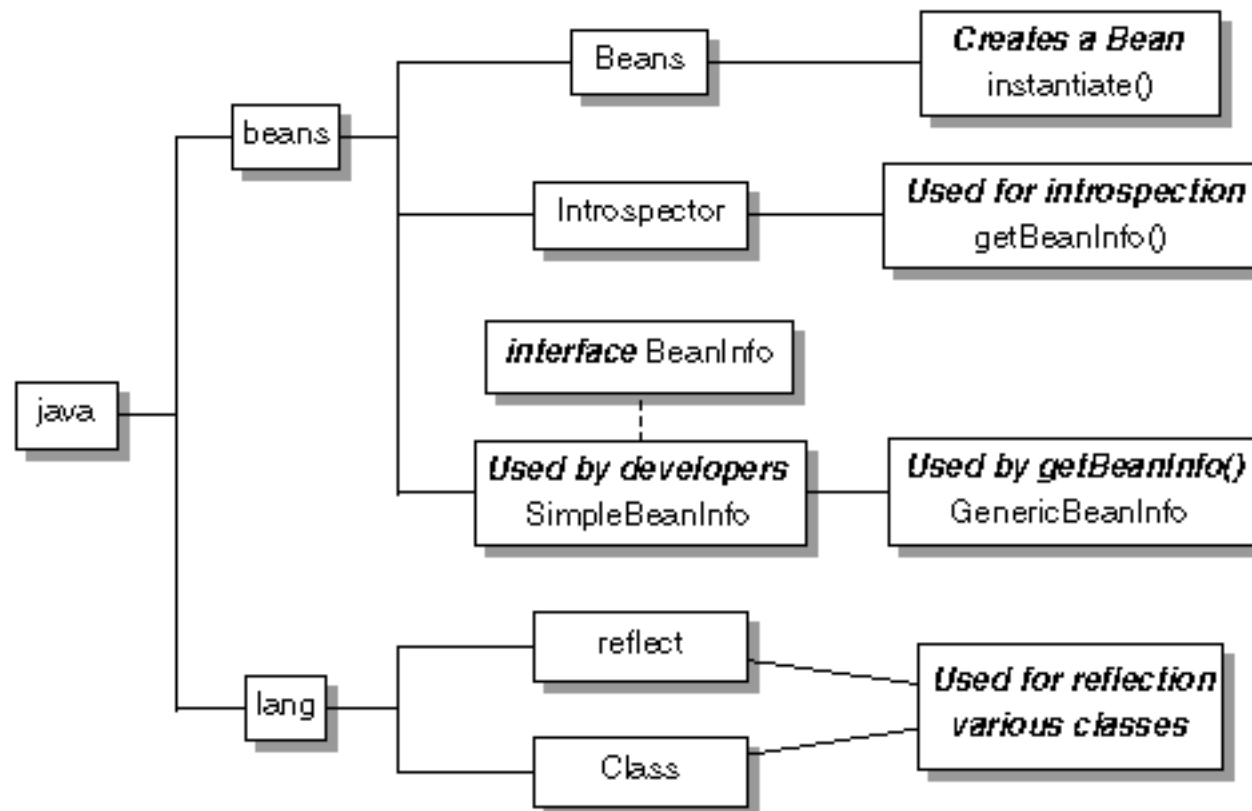 Beans
Creates a Bean
instantiate()
beans
Introspector
Used for introspection
getBeanInfo()
interface BeanInfo
java
Used by developers
SimpleBeanInfo
Used by getBeanInfo()
GenericBeanInfo
reflect
lang
Used for reflection
various classes
Class